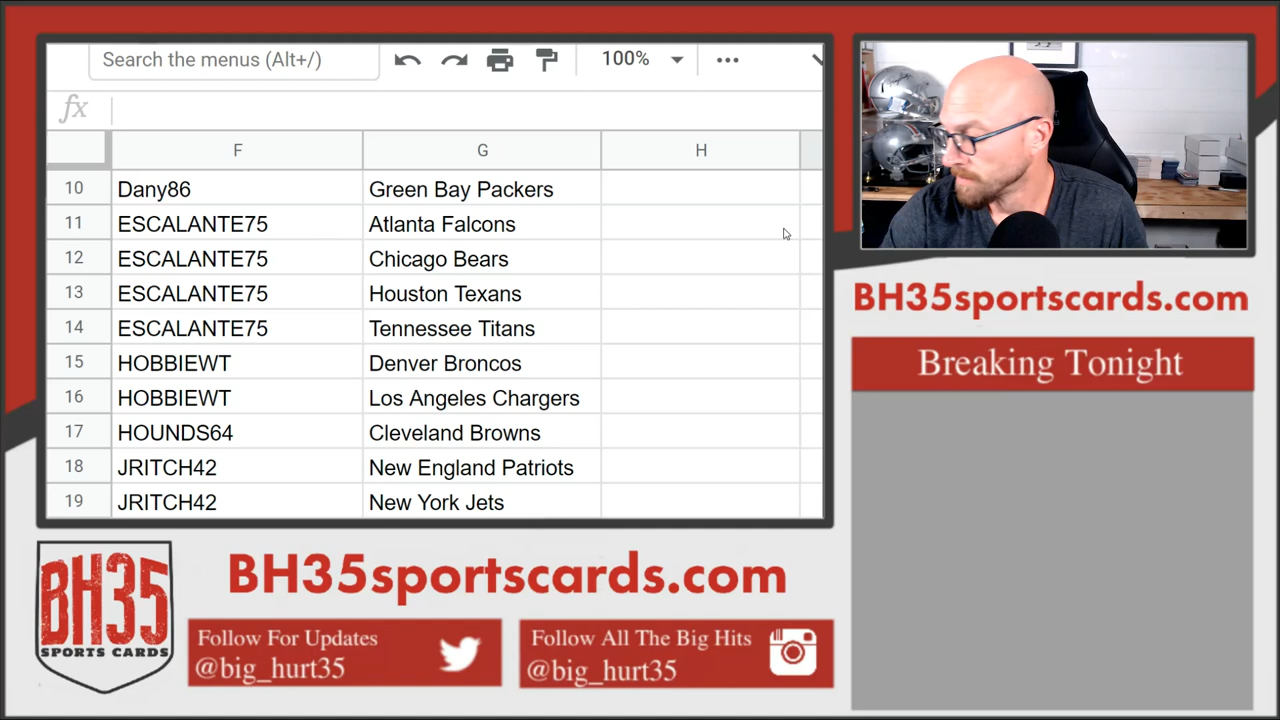 Search the menus (Alt+/)
100%
fx
F G H
10 Dany86 Green Bay Packers
11 ESCALANTE75 Atlanta Falcons
12 ESCALANTE75 Chicago Bears
13 ESCALANTE75 Houston Texans
14 ESCALANTE75 Tennessee Titans
15 HOBBIEWT Denver Broncos
16 HOBBIEWT Los Angeles Chargers
17 HOUNDS64 Cleveland Browns
18 JRITCH42 New England Patriots
19 JRITCH42 New York Jets
BH35sportscards.com
Breaking Tonight
BH35
SPORTS CARDS
BH35sportscards.com
Follow For Updates
@big_hurt35
Follow All The Big Hits
@big_hurt35